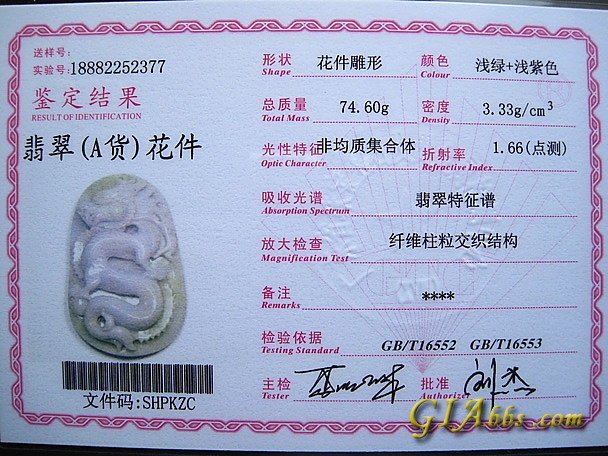 送样号:
实验号:18882252377
鉴定结果
RESULT OF IDENTIFICATION
翡翠(A货)花件
文件码:SHPKZC
形状 花件雕形 颜色 浅绿+浅紫色
Shape Colour
总质量 74.60g 密度 3.33g/cm³
Total Mass Density
光性特征 非均质集合体 折射率 1.66(点测)
Optic Character Refractive Index
吸收光谱 翡翠特征谱
Absorption Spectrum
放大检查 纤维柱粒交织结构
Magnification Test
备注 ****
Remarks
检验依据 GB/T16552 GB/T16553
Testing Standard
主检 批准 刘杰
Tester Authorizer
GIAbbs.com